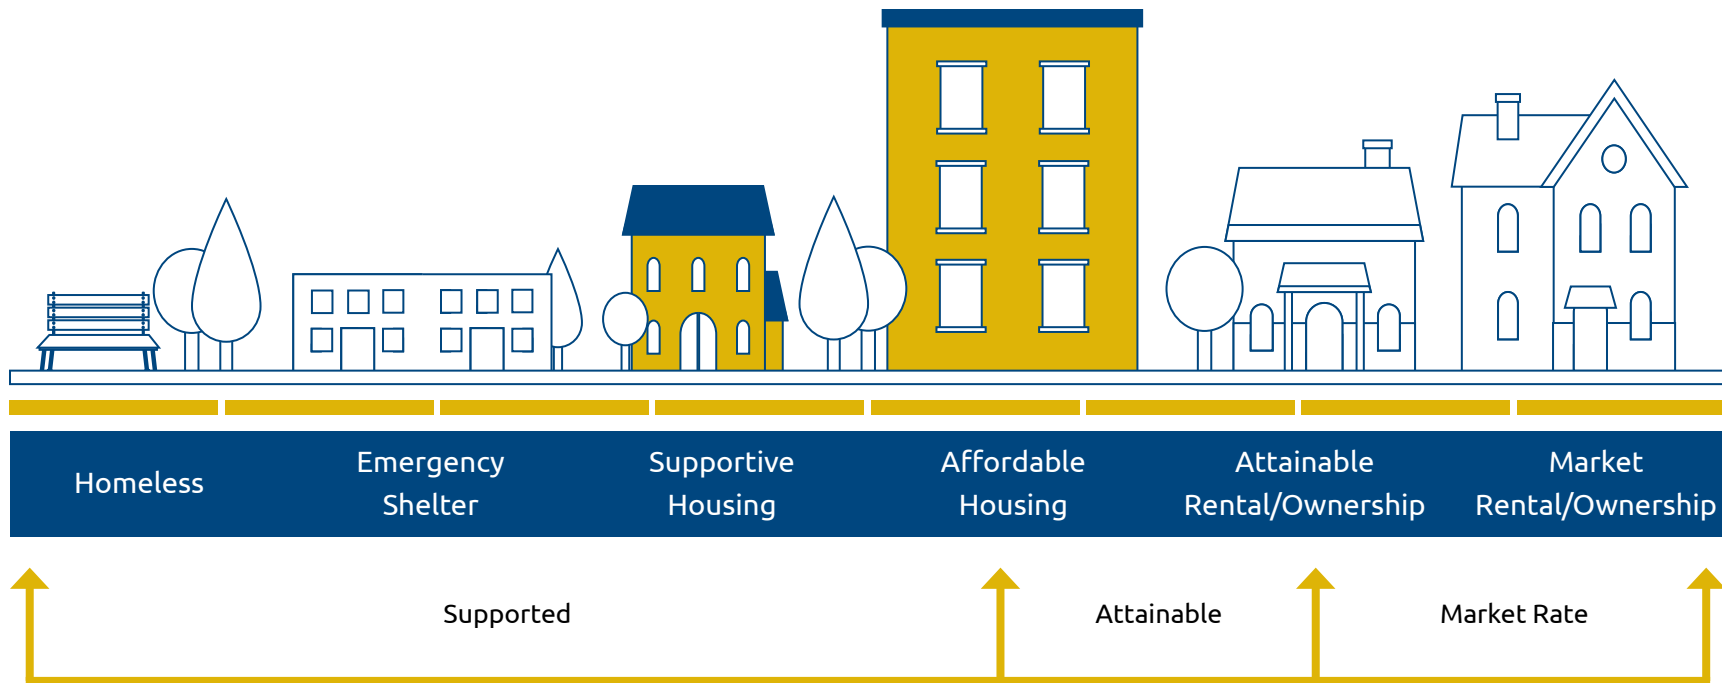 Homeless
Emergency
Shelter
Supportive
Housing
Affordable
Housing
Attainable
Rental/Ownership
Market
Rental/Ownership
Supported
Attainable
Market Rate